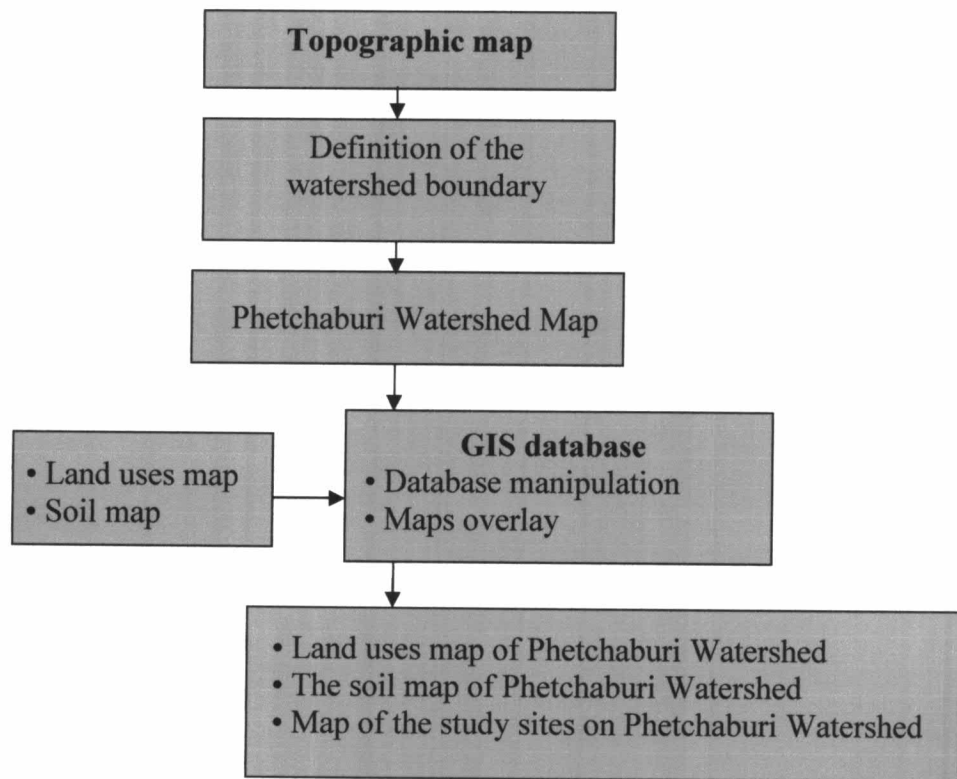 Topographic map
Definition of the
watershed boundary
Phetchaburi Watershed Map
• Land uses map
• Soil map
GIS database
• Database manipulation
• Maps overlay
• Land uses map of Phetchaburi Watershed
• The soil map of Phetchaburi Watershed
• Map of the study sites on Phetchaburi Watershed